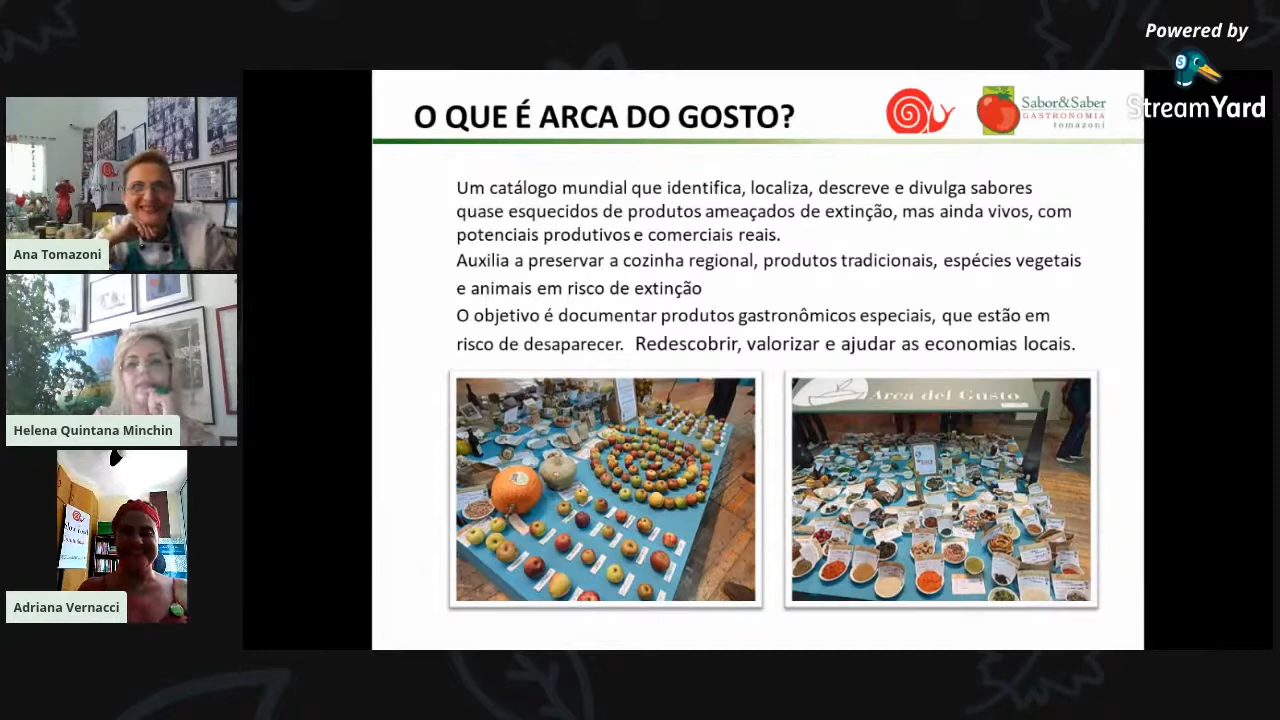 Powered by
StreamYard
O QUE É ARCA DO GOSTO?
Sabor&Saber
GASTRONOMIA
tomazoni
Um catálogo mundial que identifica, localiza, descreve e divulga sabores
quase esquecidos de produtos ameaçados de extinção, mas ainda vivos, com
potenciais produtivos e comerciais reais.
Auxilia a preservar a cozinha regional, produtos tradicionais, espécies vegetais
e animais em risco de extinção
O objetivo é documentar produtos gastronômicos especiais, que estão em
risco de desaparecer. Redescobrir, valorizar e ajudar as economias locais.
Arca del Gusto
Ana Tomazoni
Helena Quintana Minchin
Adriana Vernacci